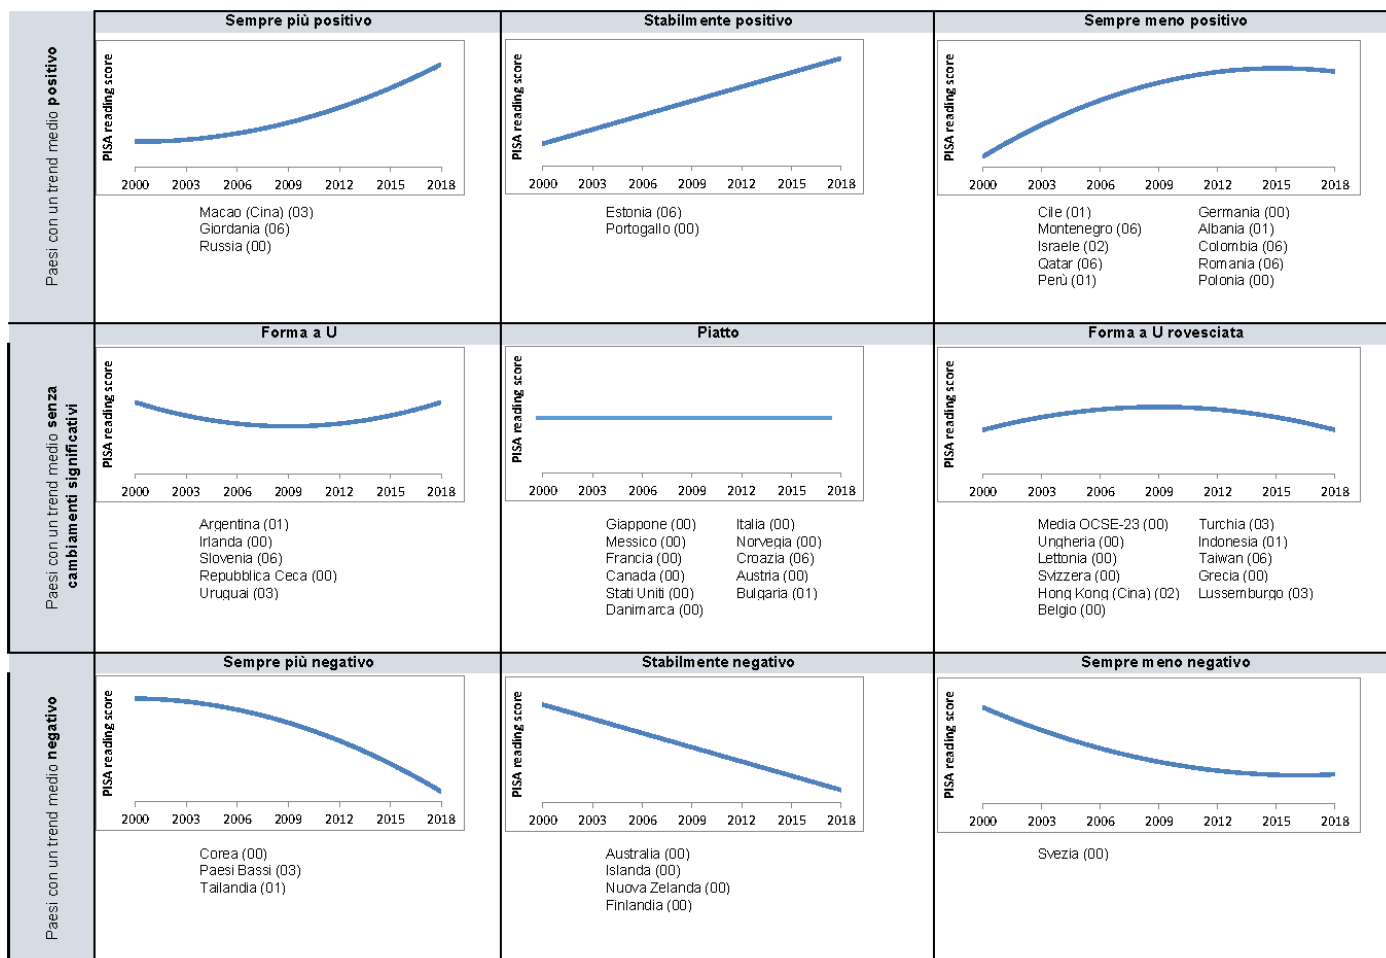 Paesi con un trend medio positivo
Sempre più positivo
PISA reading score
2000 2003 2006 2009 2012 2015 2018
Macao (Cina) (03)
Giordania (06)
Russia (00)
Stabilmente positivo
PISA reading score
2000 2003 2006 2009 2012 2015 2018
Estonia (06)
Portogallo (00)
Sempre meno positivo
PISA reading score
2000 2003 2006 2009 2012 2015 2018
Cile (01) Germania (00)
Montenegro (06) Albania (01)
Israele (02) Colombia (06)
Qatar (06) Romania (06)
Perù (01) Polonia (00)
Paesi con un trend medio senza
cambiamenti significativi
Forma a U
PISA reading score
2000 2003 2006 2009 2012 2015 2018
Argentina (01)
Irlanda (00)
Slovenia (06)
Repubblica Ceca (00)
Uruguai (03)
Piatto
PISA reading score
2000 2003 2006 2009 2012 2015 2018
Giappone (00) Italia (00)
Messico (00) Norvegia (00)
Francia (00) Croazia (06)
Canada (00) Austria (00)
Stati Uniti (00) Bulgaria (01)
Danimarca (00)
Forma a U rovesciata
PISA reading score
2000 2003 2006 2009 2012 2015 2018
Media OCSE-23 (00) Turchia (03)
Ungheria (00) Indonesia (01)
Lettonia (00) Taiwan (06)
Svizzera (00) Grecia (00)
Hong Kong (Cina) (02) Lussemburgo (03)
Belgio (00)
Paesi con un trend medio negativo
Sempre più negativo
PISA reading score
2000 2003 2006 2009 2012 2015 2018
Corea (00)
Paesi Bassi (03)
Tailandia (01)
Stabilmente negativo
PISA reading score
2000 2003 2006 2009 2012 2015 2018
Australia (00)
Islanda (00)
Nuova Zelanda (00)
Finlandia (00)
Sempre meno negativo
PISA reading score
2000 2003 2006 2009 2012 2015 2018
Svezia (00)